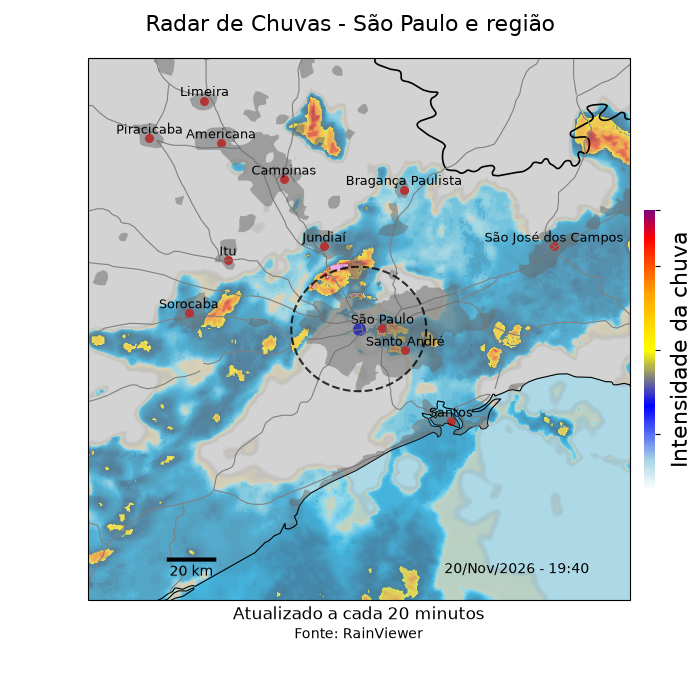 Radar de Chuvas - São Paulo e região
Limeira
Piracicaba
Americana
Campinas
Bragança Paulista
Jundiaí
São José dos Campos
Itu
Sorocaba
São Paulo
Santo André
Santos
Intensidade da chuva
20 km
20/Nov/2026 - 19:40
Atualizado a cada 20 minutos
Fonte: RainViewer